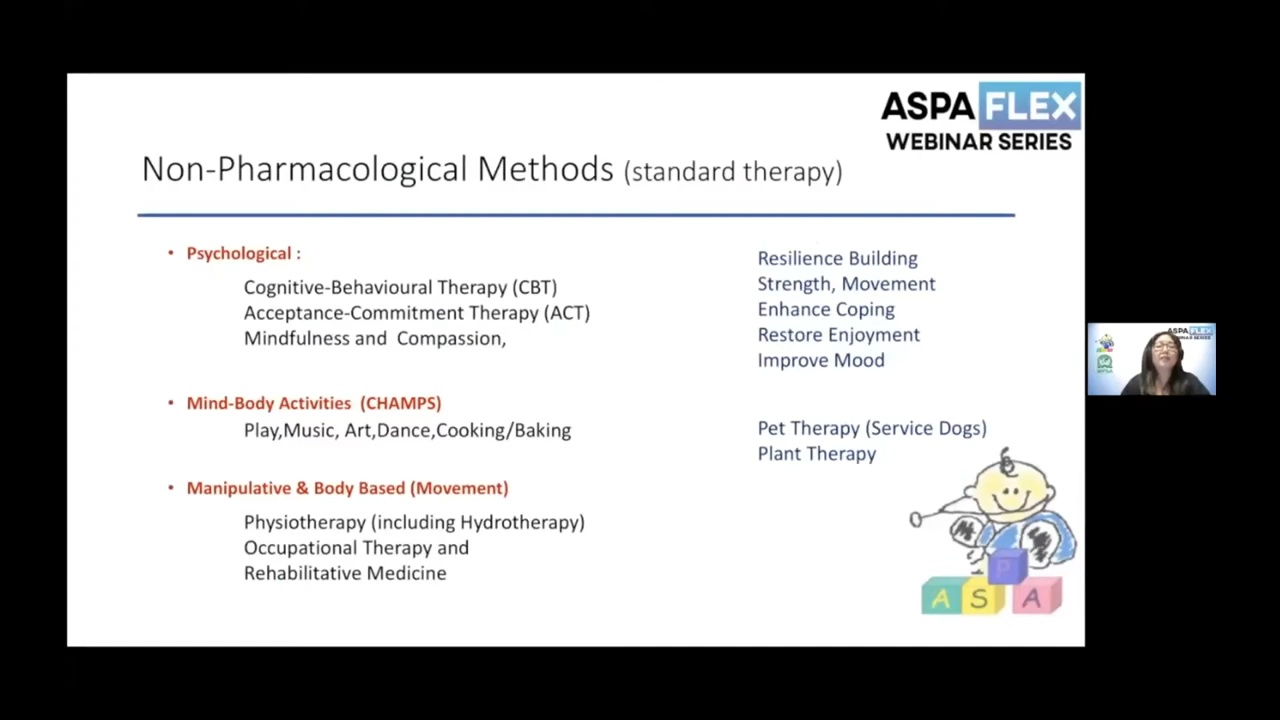 ASPA FLEX
WEBINAR SERIES
Non-Pharmacological Methods (standard therapy)
• Psychological :
Cognitive-Behavioural Therapy (CBT)
Acceptance-Commitment Therapy (ACT)
Mindfulness and Compassion,
• Mind-Body Activities (CHAMPS)
Play,Music, Art,Dance,Cooking/Baking
• Manipulative & Body Based (Movement)
Physiotherapy (including Hydrotherapy)
Occupational Therapy and
Rehabilitative Medicine
Resilience Building
Strength, Movement
Enhance Coping
Restore Enjoyment
Improve Mood
Pet Therapy (Service Dogs)
Plant Therapy
P
A S A
ASPA FLEX